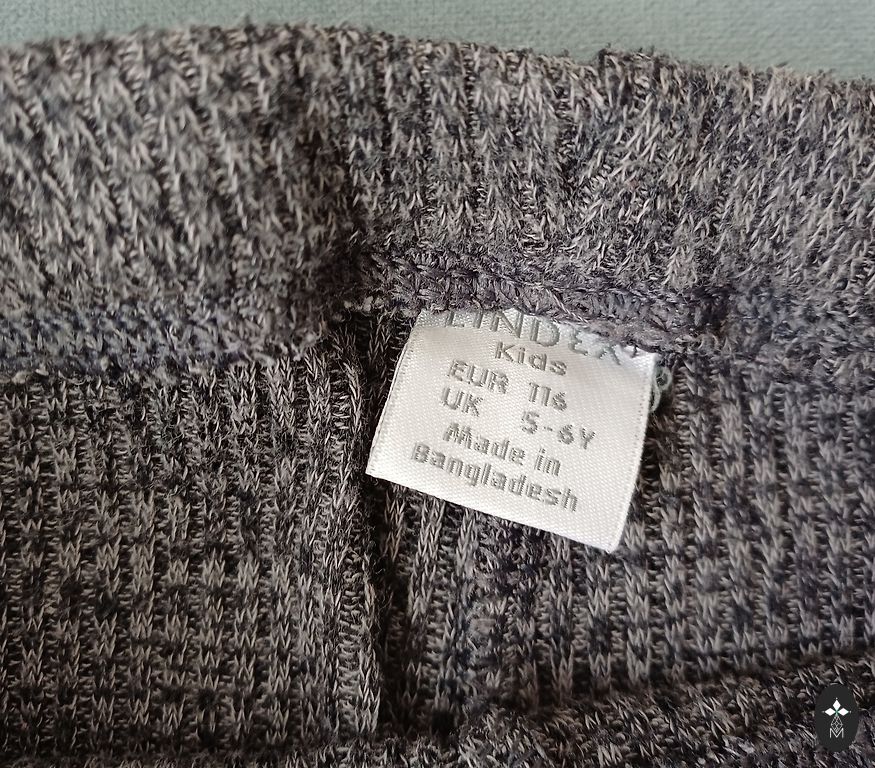 LINDEX
Kids
EUR 116
UK 5-6Y
Made in
Bangladesh
M